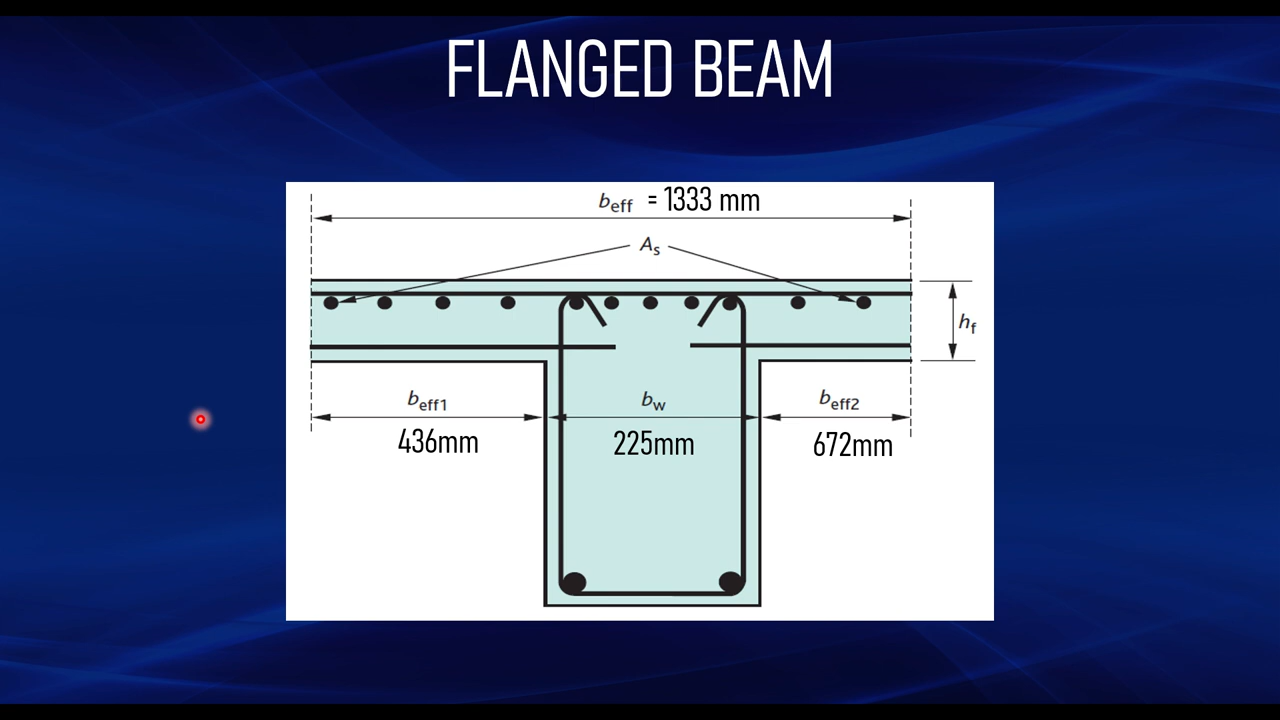 FLANGED BEAM
beff = 1333 mm
As
hf
beff1 bw beff2
436mm 225mm 672mm